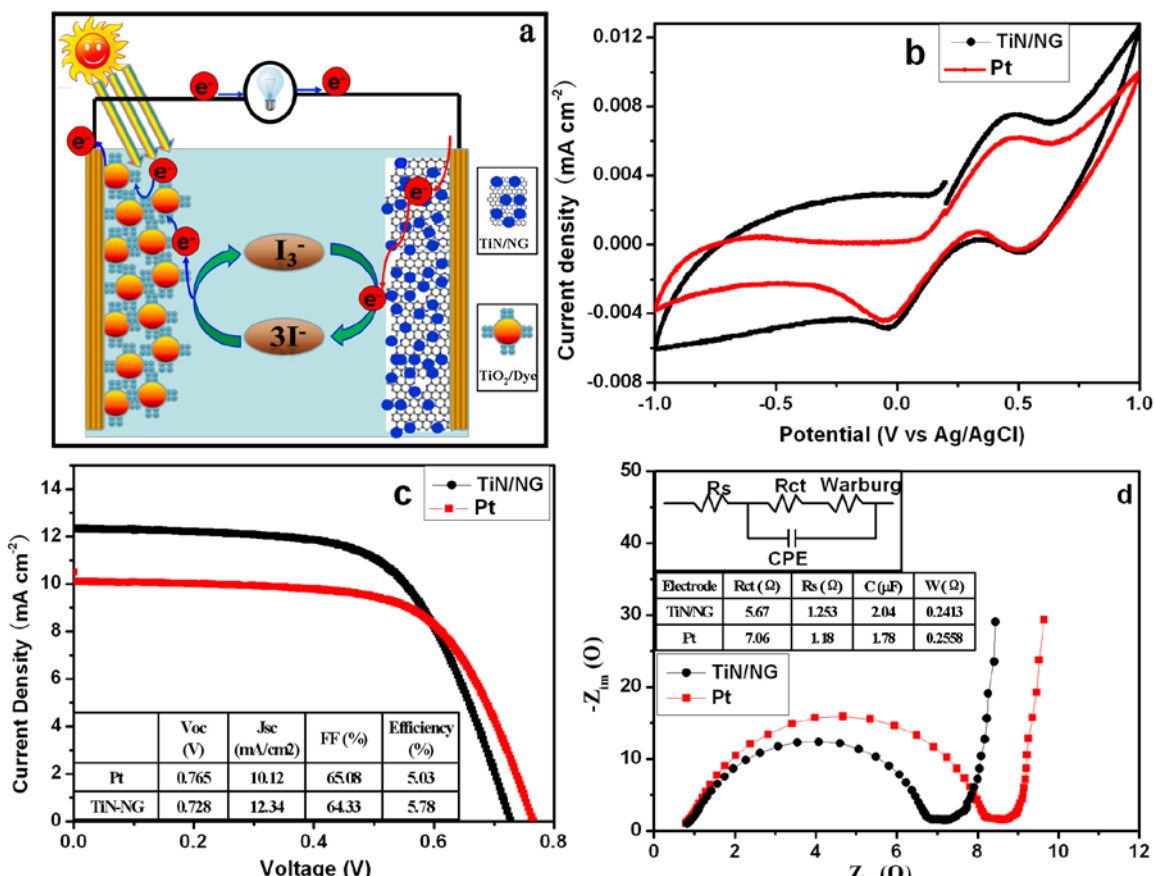 a
e-
e-
e-
e-
e-
e-
e-
I3-
3I-
TiN/NG
TiO2/Dye
b
TiN/NG
Pt
0.012
0.008
0.004
0.000
-0.004
-0.008
Current density (mA cm-2)
-1.0 -0.5 0.0 0.5 1.0
Potential (V vs Ag/AgCl)
c
TiN/NG
Pt
14
12
10
8
6
4
2
0
Current Density (mA cm-2)
Voc (V) Jsc (mA/cm2) FF (%) Efficiency (%)
Pt 0.765 10.12 65.08 5.03
TiN-NG 0.728 12.34 64.33 5.78
0.0 0.2 0.4 0.6 0.8
Voltage (V)
d
Rs Rct Warburg
CPE
Electrode Rct (Ω) Rs (Ω) C (μF) W (Ω)
TiN/NG 5.67 1.253 2.04 0.2413
Pt 7.06 1.18 1.78 0.2558
TiN/NG
Pt
50
45
40
35
30
15
10
5
0
-Zim (O)
0 2 4 6 8 10 12